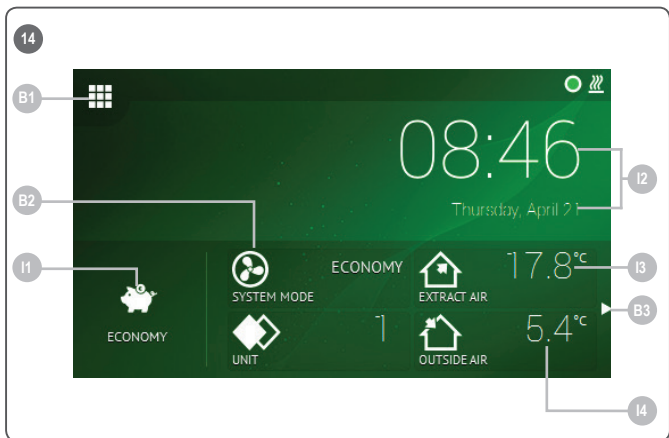 14
B1
08:46
I2
Thursday, April 21
B2
I1
ECONOMY
17.8°C
I3
SYSTEM MODE
EXTRACT AIR
B3
ECONOMY
1
5.4°C
UNIT
OUTSIDE AIR
I4